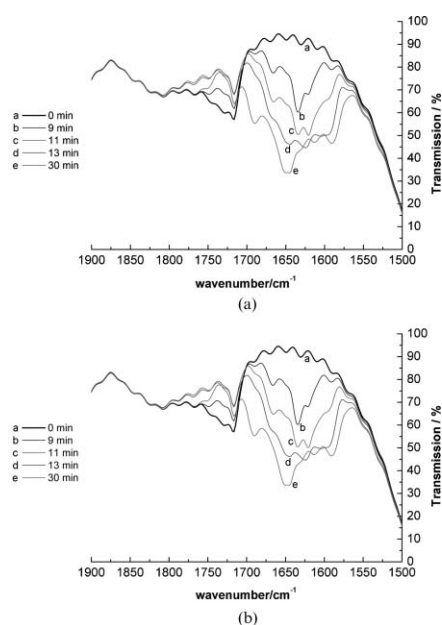 100
90
80
70
60
50
40
30
20
10
0
Transmission / %
a 0 min
b 9 min
c 11 min
d 13 min
e 30 min
a
b
c
d
e
1900 1850 1800 1750 1700 1650 1600 1550 1500
wavenumber/cm⁻¹
(a)
100
90
80
70
60
50
40
30
20
10
0
Transmission / %
a 0 min
b 9 min
c 11 min
d 13 min
e 30 min
a
b
c
d
e
1900 1850 1800 1750 1700 1650 1600 1550 1500
wavenumber/cm⁻¹
(b)